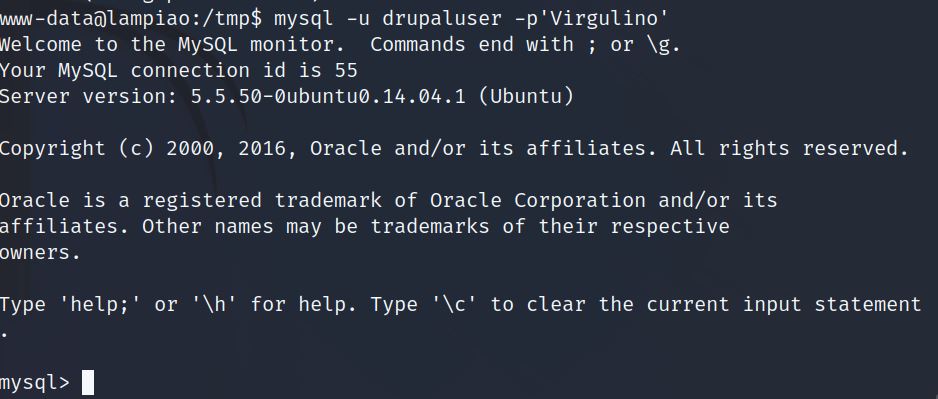 www-data@lampiao:/tmp$ mysql -u drupaluser -p'Virgulino'
Welcome to the MySQL monitor.  Commands end with ; or \g.
Your MySQL connection id is 55
Server version: 5.5.50-0ubuntu0.14.04.1 (Ubuntu)

Copyright (c) 2000, 2016, Oracle and/or its affiliates. All rights reserved.

Oracle is a registered trademark of Oracle Corporation and/or its
affiliates. Other names may be trademarks of their respective
owners.

Type 'help;' or '\h' for help. Type '\c' to clear the current input statement
.

mysql>